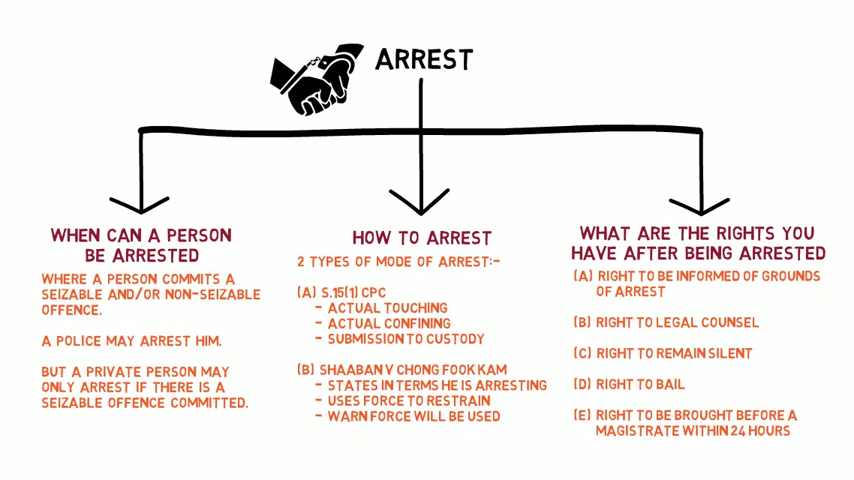 ARREST
WHEN CAN A PERSON
BE ARRESTED
WHERE A PERSON COMMITS A
SEIZABLE AND/OR NON-SEIZABLE
OFFENCE.
A POLICE MAY ARREST HIM.
BUT A PRIVATE PERSON MAY
ONLY ARREST IF THERE IS A
SEIZABLE OFFENCE COMMITTED.
HOW TO ARREST
2 TYPES OF MODE OF ARREST:-
(A) S.15(1) CPC
- ACTUAL TOUCHING
- ACTUAL CONFINING
- SUBMISSION TO CUSTODY
(B) SHAABAN V CHONG FOOK KAM
- STATES IN TERMS HE IS ARRESTING
- USES FORCE TO RESTRAIN
- WARN FORCE WILL BE USED
WHAT ARE THE RIGHTS YOU
HAVE AFTER BEING ARRESTED
(A) RIGHT TO BE INFORMED OF GROUNDS
OF ARREST
(B) RIGHT TO LEGAL COUNSEL
(C) RIGHT TO REMAIN SILENT
(D) RIGHT TO BAIL
(E) RIGHT TO BE BROUGHT BEFORE A
MAGISTRATE WITHIN 24 HOURS